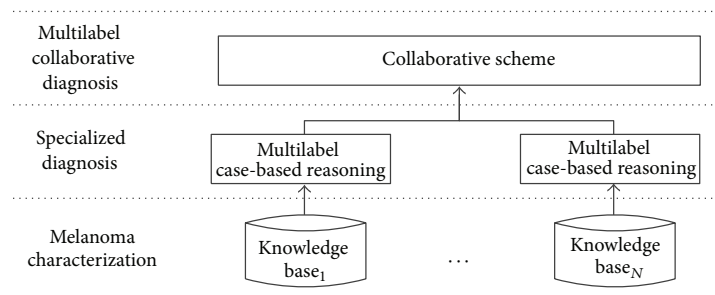 Multilabel
collaborative
diagnosis
Collaborative scheme
Specialized
diagnosis
Multilabel
case-based reasoning
Multilabel
case-based reasoning
Melanoma
characterization
Knowledge
base₁
...
Knowledge
base_N